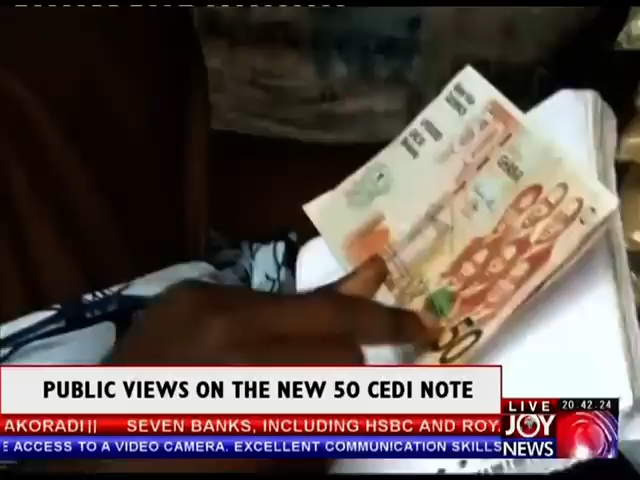 50
PUBLIC VIEWS ON THE NEW 50 CEDI NOTE
LIVE 20 42 24
AKORADI || SEVEN BANKS, INCLUDING HSBC AND ROY
JOY
NEWS
E ACCESS TO A VIDEO CAMERA. EXCELLENT COMMUNICATION SKILLS